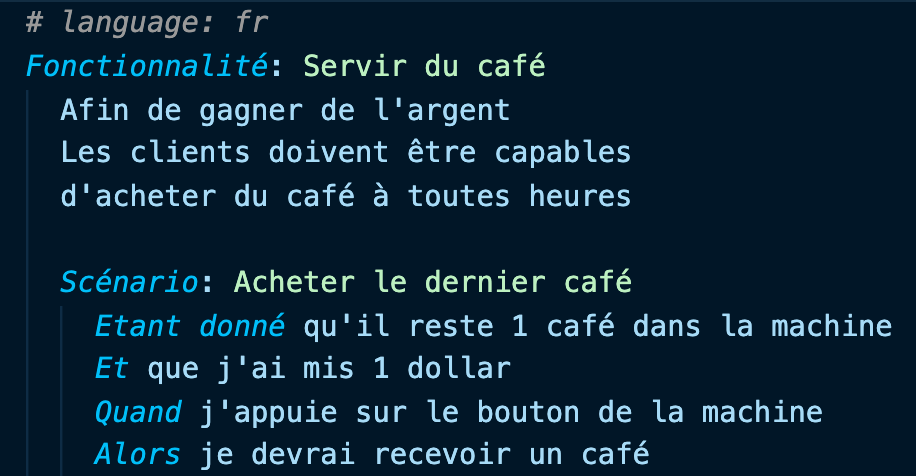 # language: fr
Fonctionnalité: Servir du café
Afin de gagner de l'argent
Les clients doivent être capables
d'acheter du café à toutes heures
Scénario: Acheter le dernier café
Etant donné qu'il reste 1 café dans la machine
Et que j'ai mis 1 dollar
Quand j'appuie sur le bouton de la machine
Alors je devrai recevoir un café